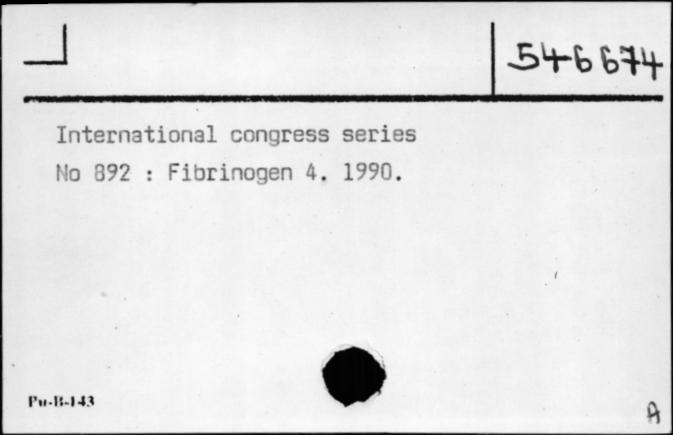 546674
International congress series
No 892 : Fibrinogen 4. 1990.
Pu-B-143
A